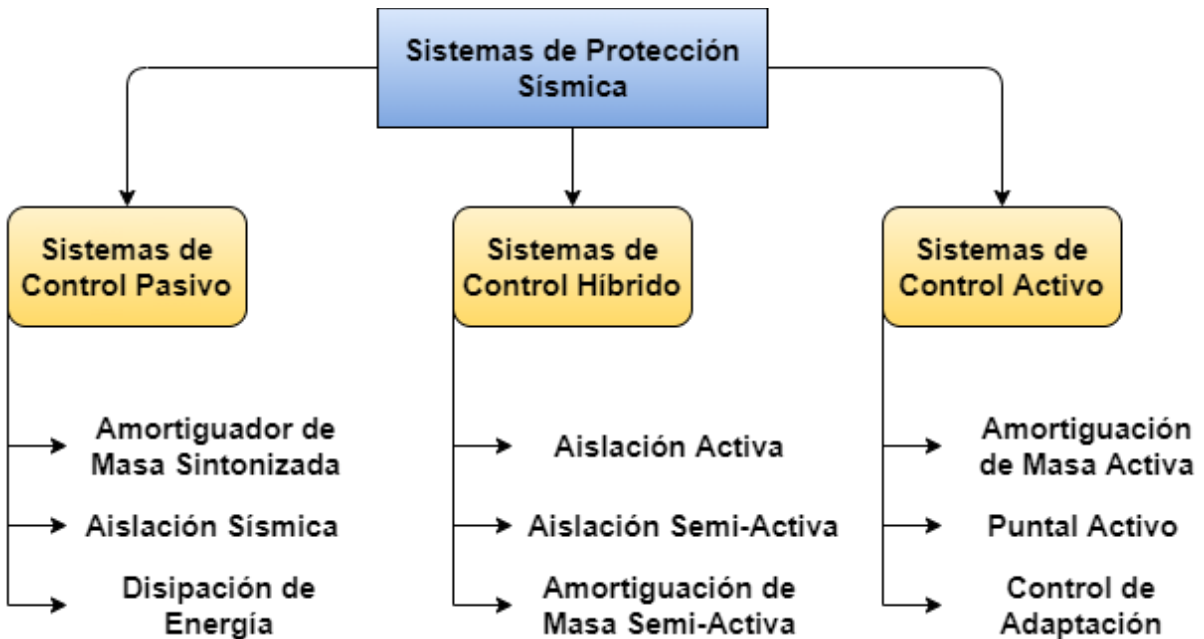 Sistemas de Protección
Sísmica
Sistemas de
Control Pasivo
Amortiguador de
Masa Sintonizada
Aislación Sísmica
Disipación de
Energía
Sistemas de
Control Híbrido
Aislación Activa
Aislación Semi-Activa
Amortiguación de
Masa Semi-Activa
Sistemas de
Control Activo
Amortiguación
de Masa Activa
Puntal Activo
Control de
Adaptación